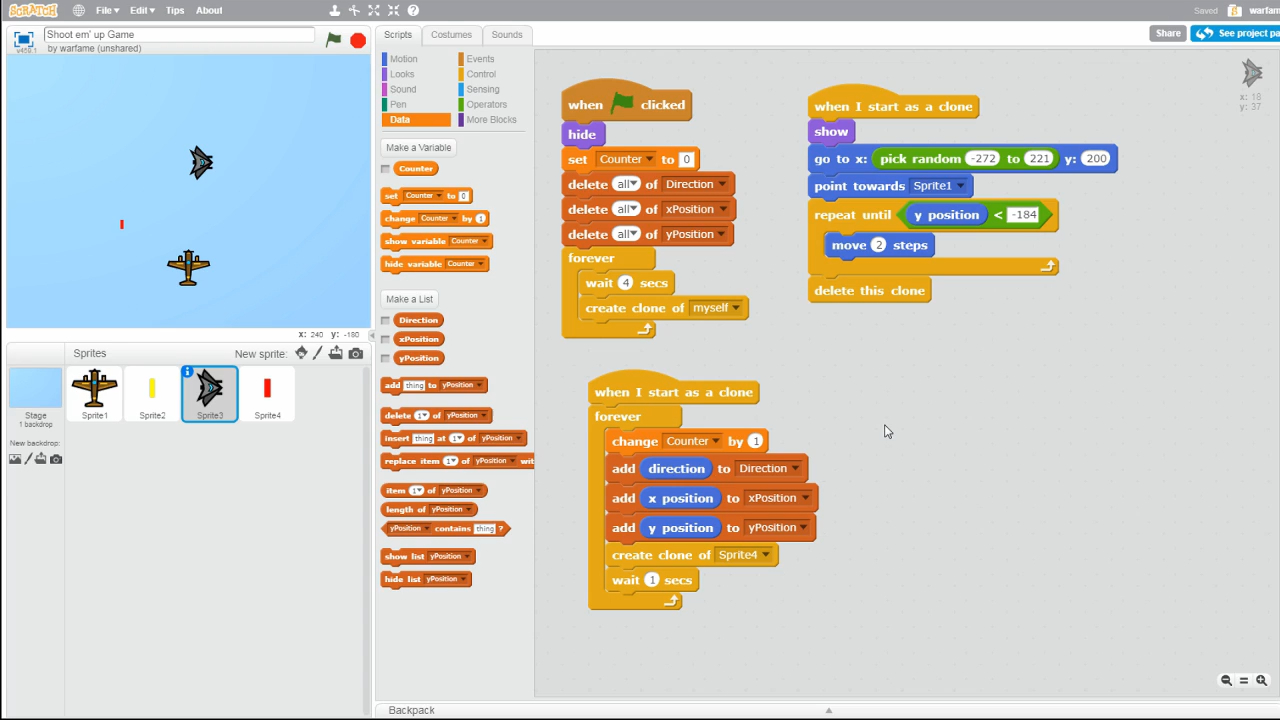 SCRATCH File Edit Tips About Saved warfam
Shoot em' up Game
by warfame (unshared)
v459.1
Scripts Costumes Sounds Share See project pa
Motion Events
Looks Control
Sound Sensing
Pen Operators
Data More Blocks
Make a Variable
Counter
set Counter to 0
change Counter by 1
show variable Counter
hide variable Counter
Make a List
Direction
xPosition
yPosition
add thing to yPosition
delete 1 of yPosition
insert thing at 1 of yPosition
replace item 1 of yPosition wit
item 1 of yPosition
length of yPosition
yPosition contains thing ?
show list yPosition
hide list yPosition
when clicked
hide
set Counter to 0
delete all of Direction
delete all of xPosition
delete all of yPosition
forever
wait 4 secs
create clone of myself
when I start as a clone
show
go to x: pick random -272 to 221 y: 200
point towards Sprite1
repeat until y position < -184
move 2 steps
delete this clone
when I start as a clone
forever
change Counter by 1
add direction to Direction
add x position to xPosition
add y position to yPosition
create clone of Sprite4
wait 1 secs
x: 18
y: 37
x: 240 y: -180
Sprites New sprite:
Stage
1 backdrop
New backdrop:
Sprite1 Sprite2 Sprite3 Sprite4
Backpack